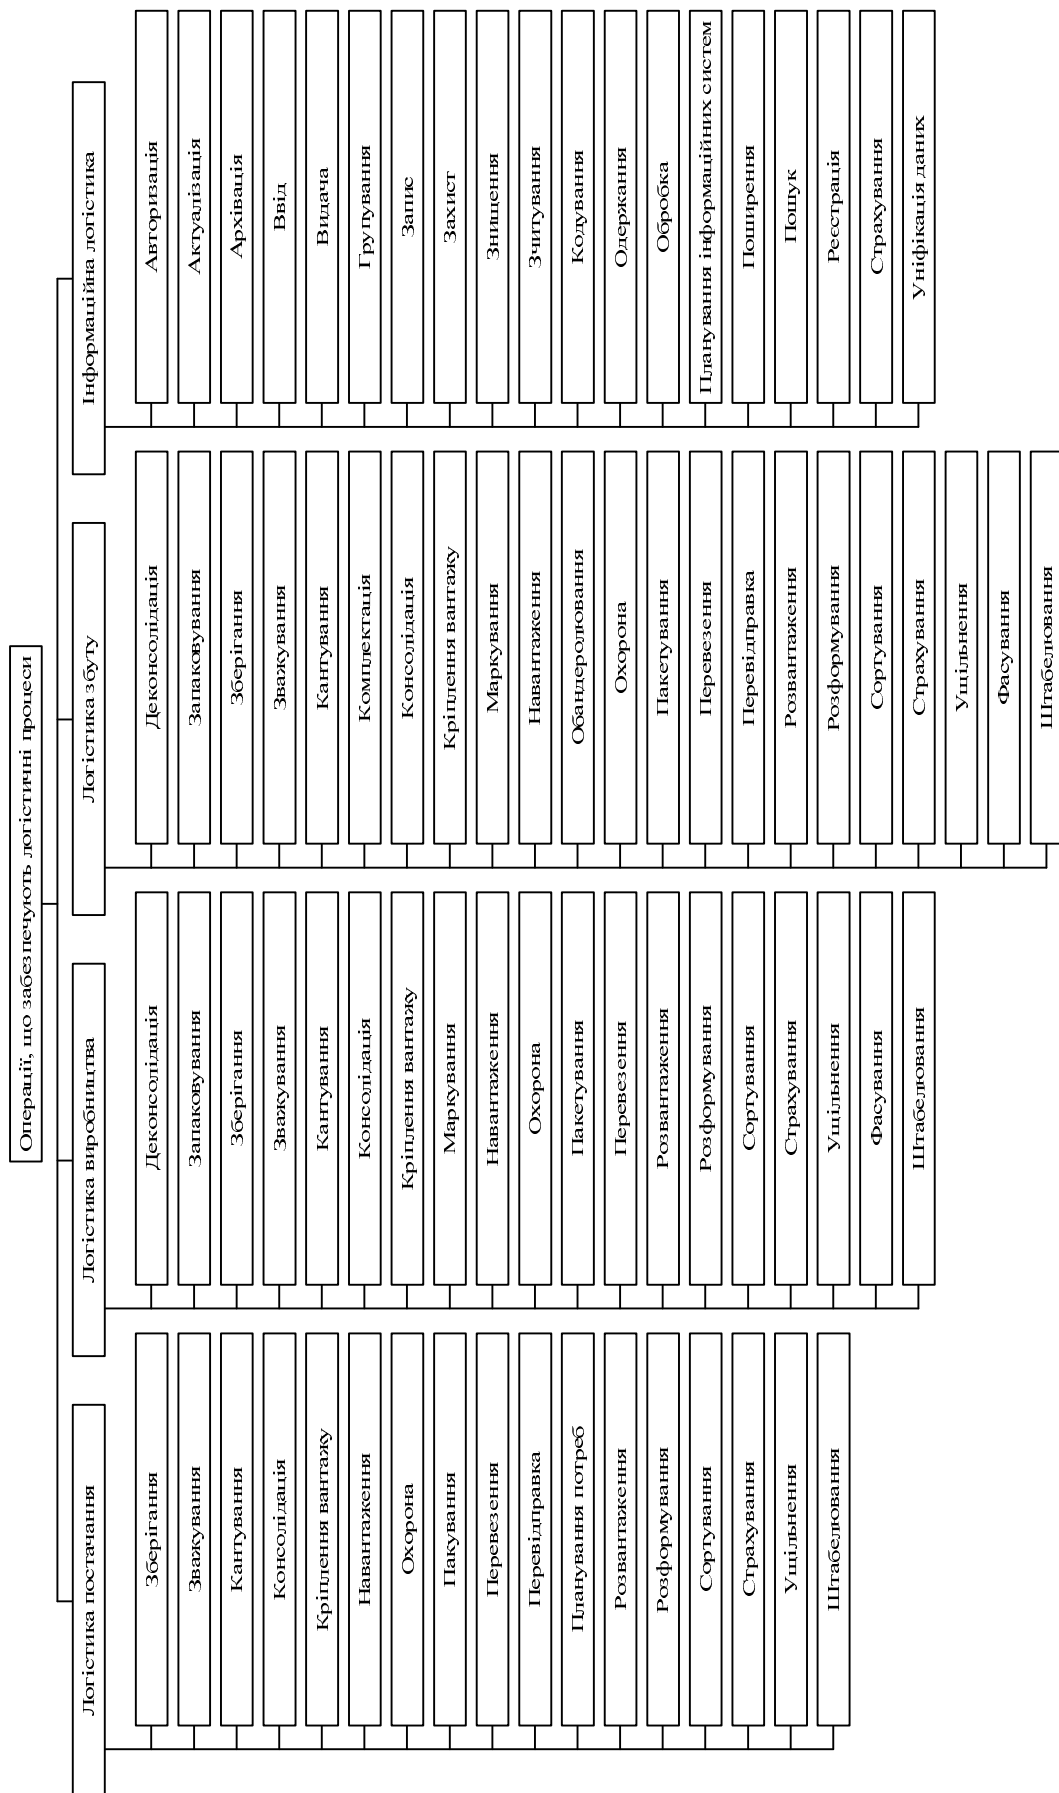 Операції, що забезпечують логістичні процеси
Логістика постачання
Зберігання
Зважування
Кантування
Консолідація
Кріплення вантажу
Навантаження
Охорона
Пакування
Перевезення
Перевідправка
Планування потреб
Розвантаження
Розформування
Сортування
Страхування
Ущільнення
Штабелювання
Логістика виробництва
Деконсолідація
Запаковування
Зберігання
Зважування
Кантування
Консолідація
Кріплення вантажу
Маркування
Навантаження
Охорона
Пакетування
Перевезення
Розвантаження
Розформування
Сортування
Страхування
Ущільнення
Фасування
Штабелювання
Логістика збуту
Деконсолідація
Запаковування
Зберігання
Зважування
Кантування
Комплектація
Консолідація
Кріплення вантажу
Маркування
Навантаження
Обандеролювання
Охорона
Пакетування
Перевезення
Перевідправка
Розвантаження
Розформування
Сортування
Страхування
Ущільнення
Фасування
Штабелювання
Інформаційна логістика
Авторизація
Актуалізація
Архівація
Ввід
Видача
Групування
Запис
Захист
Знищення
Зчитування
Кодування
Одержання
Обробка
Планування інформаційних систем
Поширення
Пошук
Реєстрація
Страхування
Уніфікація даних